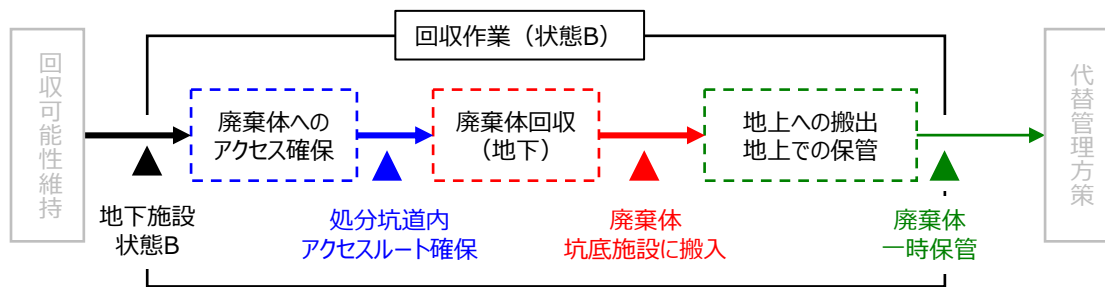 回収作業（状態B）
回収可能性維持
廃棄体への
アクセス確保
廃棄体回収
（地下）
地上への搬出
地上での保管
代替管理方策
地下施設
状態B
処分坑道内
アクセスルート確保
廃棄体
坑底施設に搬入
廃棄体
一時保管